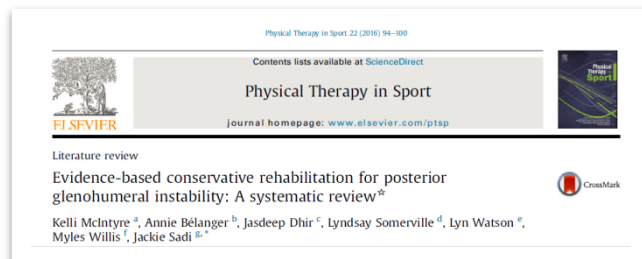 Physical Therapy in Sport 22 (2016) 94–100
Contents lists available at ScienceDirect
Physical Therapy in Sport
journal homepage: www.elsevier.com/ptsp
ELSEVIER
Physical
Therapy in
Sport
Literature review
Evidence-based conservative rehabilitation for posterior
glenohumeral instability: A systematic review☆
CrossMark
Kelli McIntyre a, Annie Bélanger b, Jasdeep Dhir c, Lyndsay Somerville d, Lyn Watson e,
Myles Willis f, Jackie Sadi g, *